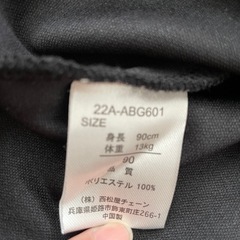 22A-ABG601
SIZE
身長 90cm
体重 13kg
90
品質
ポリエステル 100%
(株) 西松屋チェーン
兵庫県姫路市飾東町庄266-1
中国製